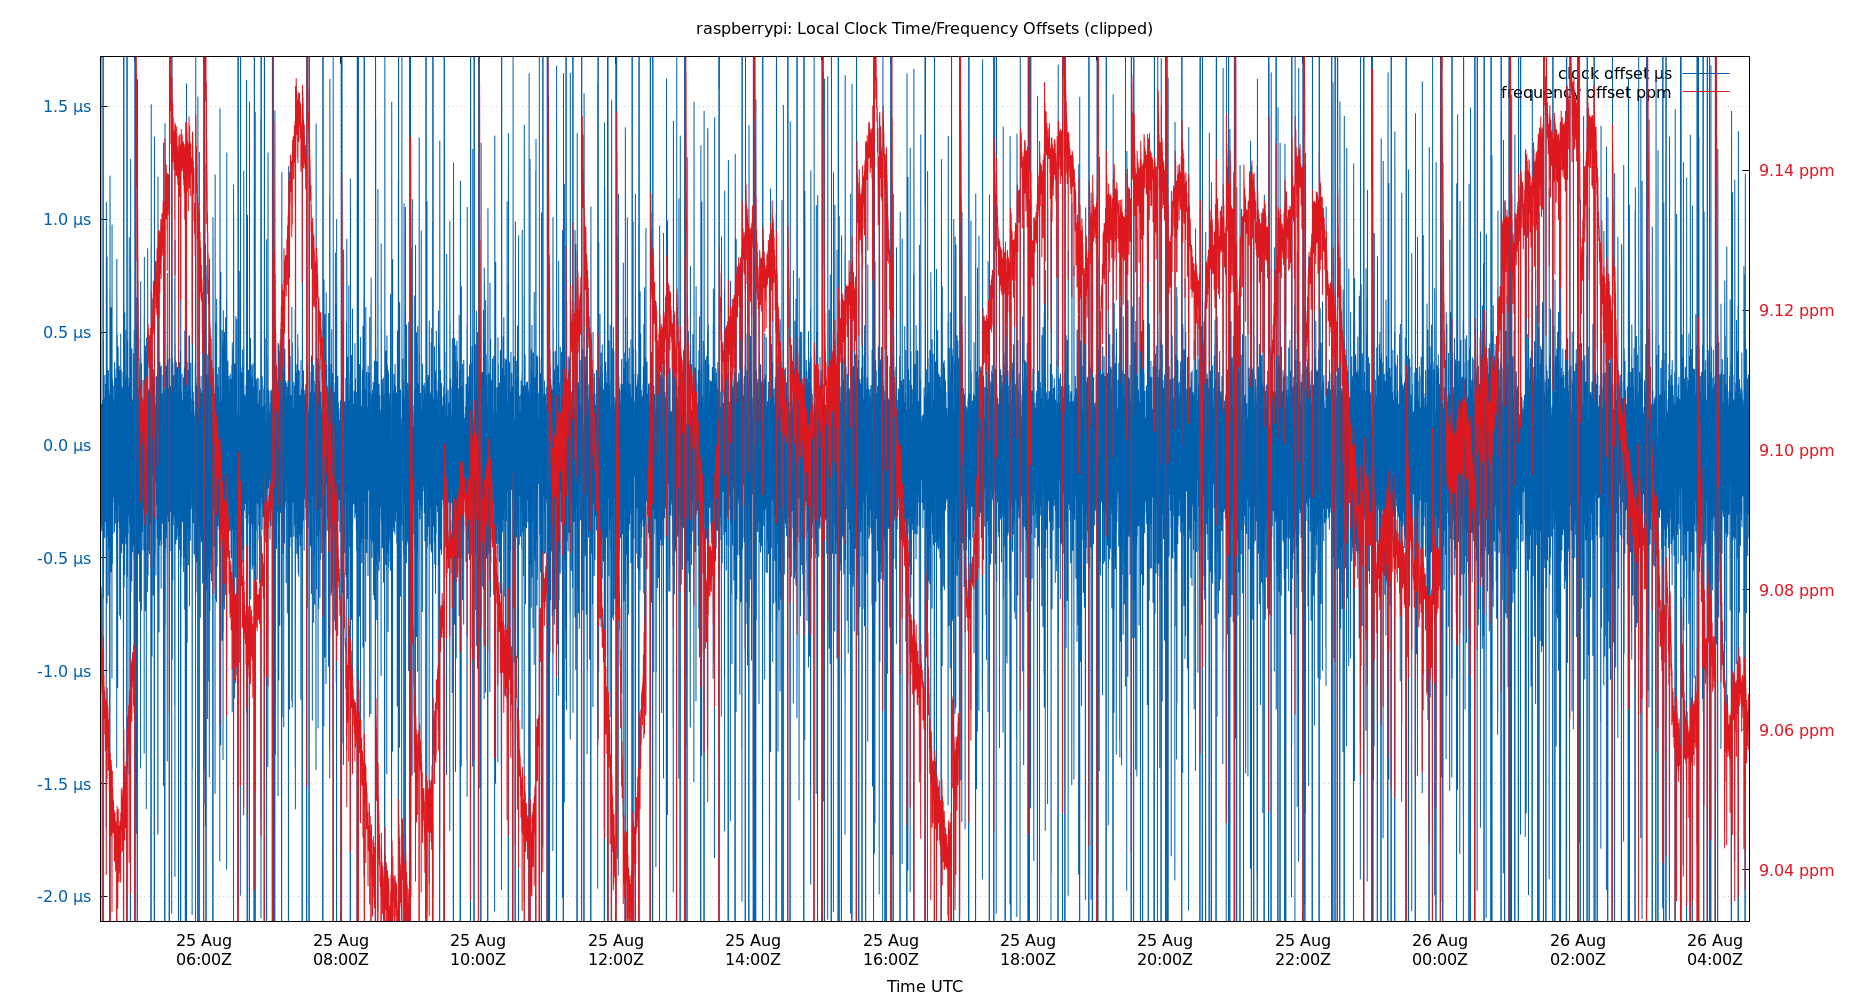 raspberrypi: Local Clock Time/Frequency Offsets (clipped)
clock offset µs
frequency offset ppm
1.5 µs
1.0 µs
0.5 µs
0.0 µs
-0.5 µs
-1.0 µs
-1.5 µs
-2.0 µs
9.14 ppm
9.12 ppm
9.10 ppm
9.08 ppm
9.06 ppm
9.04 ppm
25 Aug 25 Aug 25 Aug 25 Aug 25 Aug 25 Aug 25 Aug 25 Aug 25 Aug 26 Aug 26 Aug 26 Aug
06:00Z 08:00Z 10:00Z 12:00Z 14:00Z 16:00Z 18:00Z 20:00Z 22:00Z 00:00Z 02:00Z 04:00Z
Time UTC